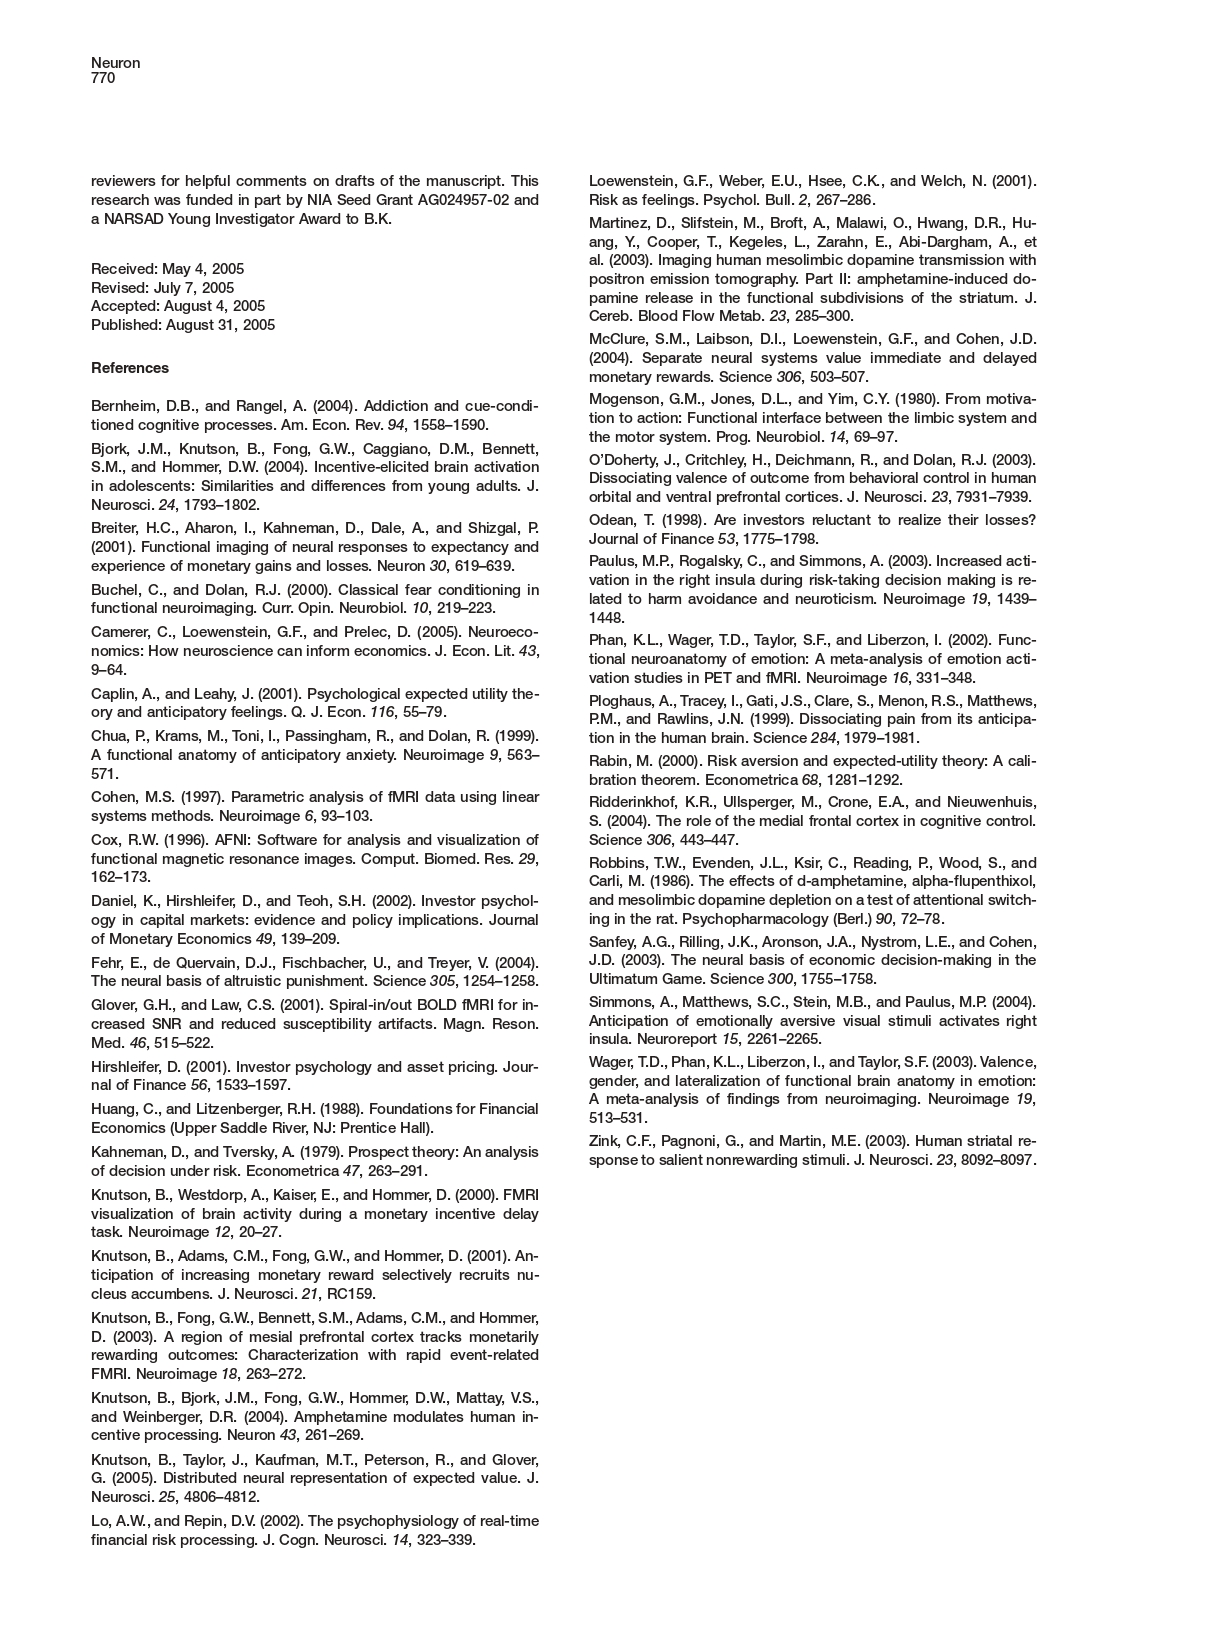 Neuron
770
reviewers for helpful comments on drafts of the manuscript. This
research was funded in part by NIA Seed Grant AG024957-02 and
a NARSAD Young Investigator Award to B.K.
Received: May 4, 2005
Revised: July 7, 2005
Accepted: August 4, 2005
Published: August 31, 2005
References
Bernheim, D.B., and Rangel, A. (2004). Addiction and cue-condi-
tioned cognitive processes. Am. Econ. Rev. 94, 1558–1590.
Bjork, J.M., Knutson, B., Fong, G.W., Caggiano, D.M., Bennett,
S.M., and Hommer, D.W. (2004). Incentive-elicited brain activation
in adolescents: Similarities and differences from young adults. J.
Neurosci. 24, 1793–1802.
Breiter, H.C., Aharon, I., Kahneman, D., Dale, A., and Shizgal, P.
(2001). Functional imaging of neural responses to expectancy and
experience of monetary gains and losses. Neuron 30, 619–639.
Buchel, C., and Dolan, R.J. (2000). Classical fear conditioning in
functional neuroimaging. Curr. Opin. Neurobiol. 10, 219–223.
Camerer, C., Loewenstein, G.F., and Prelec, D. (2005). Neuroeco-
nomics: How neuroscience can inform economics. J. Econ. Lit. 43,
9–64.
Caplin, A., and Leahy, J. (2001). Psychological expected utility the-
ory and anticipatory feelings. Q. J. Econ. 116, 55–79.
Chua, P., Krams, M., Toni, I., Passingham, R., and Dolan, R. (1999).
A functional anatomy of anticipatory anxiety. Neuroimage 9, 563–
571.
Cohen, M.S. (1997). Parametric analysis of fMRI data using linear
systems methods. Neuroimage 6, 93–103.
Cox, R.W. (1996). AFNI: Software for analysis and visualization of
functional magnetic resonance images. Comput. Biomed. Res. 29,
162–173.
Daniel, K., Hirshleifer, D., and Teoh, S.H. (2002). Investor psychol-
ogy in capital markets: evidence and policy implications. Journal
of Monetary Economics 49, 139–209.
Fehr, E., de Quervain, D.J., Fischbacher, U., and Treyer, V. (2004).
The neural basis of altruistic punishment. Science 305, 1254–1258.
Glover, G.H., and Law, C.S. (2001). Spiral-in/out BOLD fMRI for in-
creased SNR and reduced susceptibility artifacts. Magn. Reson.
Med. 46, 515–522.
Hirshleifer, D. (2001). Investor psychology and asset pricing. Jour-
nal of Finance 56, 1533–1597.
Huang, C., and Litzenberger, R.H. (1988). Foundations for Financial
Economics (Upper Saddle River, NJ: Prentice Hall).
Kahneman, D., and Tversky, A. (1979). Prospect theory: An analysis
of decision under risk. Econometrica 47, 263–291.
Knutson, B., Westdorp, A., Kaiser, E., and Hommer, D. (2000). FMRI
visualization of brain activity during a monetary incentive delay
task. Neuroimage 12, 20–27.
Knutson, B., Adams, C.M., Fong, G.W., and Hommer, D. (2001). An-
ticipation of increasing monetary reward selectively recruits nu-
cleus accumbens. J. Neurosci. 21, RC159.
Knutson, B., Fong, G.W., Bennett, S.M., Adams, C.M., and Hommer,
D. (2003). A region of mesial prefrontal cortex tracks monetarily
rewarding outcomes: Characterization with rapid event-related
FMRI. Neuroimage 18, 263–272.
Knutson, B., Bjork, J.M., Fong, G.W., Hommer, D.W., Mattay, V.S.,
and Weinberger, D.R. (2004). Amphetamine modulates human in-
centive processing. Neuron 43, 261–269.
Knutson, B., Taylor, J., Kaufman, M.T., Peterson, R., and Glover,
G. (2005). Distributed neural representation of expected value. J.
Neurosci. 25, 4806–4812.
Lo, A.W., and Repin, D.V. (2002). The psychophysiology of real-time
financial risk processing. J. Cogn. Neurosci. 14, 323–339.
Loewenstein, G.F., Weber, E.U., Hsee, C.K., and Welch, N. (2001).
Risk as feelings. Psychol. Bull. 2, 267–286.
Martinez, D., Slifstein, M., Broft, A., Malawi, O., Hwang, D.R., Hu-
ang, Y., Cooper, T., Kegeles, L., Zarahn, E., Abi-Dargham, A., et
al. (2003). Imaging human mesolimbic dopamine transmission with
positron emission tomography. Part II: amphetamine-induced do-
pamine release in the functional subdivisions of the striatum. J.
Cereb. Blood Flow Metab. 23, 285–300.
McClure, S.M., Laibson, D.I., Loewenstein, G.F., and Cohen, J.D.
(2004). Separate neural systems value immediate and delayed
monetary rewards. Science 306, 503–507.
Mogenson, G.M., Jones, D.L., and Yim, C.Y. (1980). From motiva-
tion to action: Functional interface between the limbic system and
the motor system. Prog. Neurobiol. 14, 69–97.
O'Doherty, J., Critchley, H., Deichmann, R., and Dolan, R.J. (2003).
Dissociating valence of outcome from behavioral control in human
orbital and ventral prefrontal cortices. J. Neurosci. 23, 7931–7939.
Odean, T. (1998). Are investors reluctant to realize their losses?
Journal of Finance 53, 1775–1798.
Paulus, M.P., Rogalsky, C., and Simmons, A. (2003). Increased acti-
vation in the right insula during risk-taking decision making is re-
lated to harm avoidance and neuroticism. Neuroimage 19, 1439–
1448.
Phan, K.L., Wager, T.D., Taylor, S.F., and Liberzon, I. (2002). Func-
tional neuroanatomy of emotion: A meta-analysis of emotion acti-
vation studies in PET and fMRI. Neuroimage 16, 331–348.
Ploghaus, A., Tracey, I., Gati, J.S., Clare, S., Menon, R.S., Matthews,
P.M., and Rawlins, J.N. (1999). Dissociating pain from its anticipa-
tion in the human brain. Science 284, 1979–1981.
Rabin, M. (2000). Risk aversion and expected-utility theory: A cali-
bration theorem. Econometrica 68, 1281–1292.
Ridderinkhof, K.R., Ullsperger, M., Crone, E.A., and Nieuwenhuis,
S. (2004). The role of the medial frontal cortex in cognitive control.
Science 306, 443–447.
Robbins, T.W., Evenden, J.L., Ksir, C., Reading, P., Wood, S., and
Carli, M. (1986). The effects of d-amphetamine, alpha-flupenthixol,
and mesolimbic dopamine depletion on a test of attentional switch-
ing in the rat. Psychopharmacology (Berl.) 90, 72–78.
Sanfey, A.G., Rilling, J.K., Aronson, J.A., Nystrom, L.E., and Cohen,
J.D. (2003). The neural basis of economic decision-making in the
Ultimatum Game. Science 300, 1755–1758.
Simmons, A., Matthews, S.C., Stein, M.B., and Paulus, M.P. (2004).
Anticipation of emotionally aversive visual stimuli activates right
insula. Neuroreport 15, 2261–2265.
Wager, T.D., Phan, K.L., Liberzon, I., and Taylor, S.F. (2003). Valence,
gender, and lateralization of functional brain anatomy in emotion:
A meta-analysis of findings from neuroimaging. Neuroimage 19,
513–531.
Zink, C.F., Pagnoni, G., and Martin, M.E. (2003). Human striatal re-
sponse to salient nonrewarding stimuli. J. Neurosci. 23, 8092–8097.